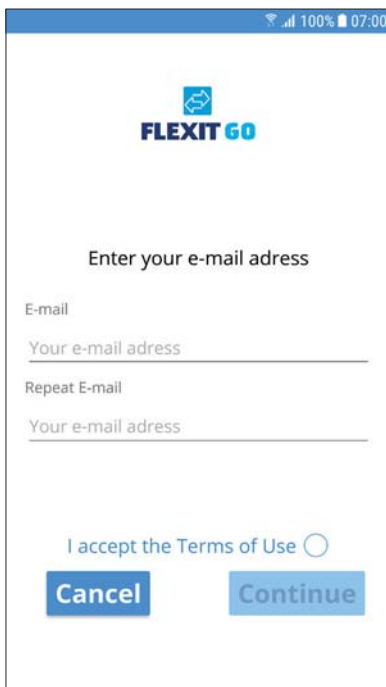 100% 07:00
FLEXIT GO
Enter your e-mail adress
E-mail
Your e-mail adress
Repeat E-mail
Your e-mail adress
I accept the Terms of Use
Cancel
Continue